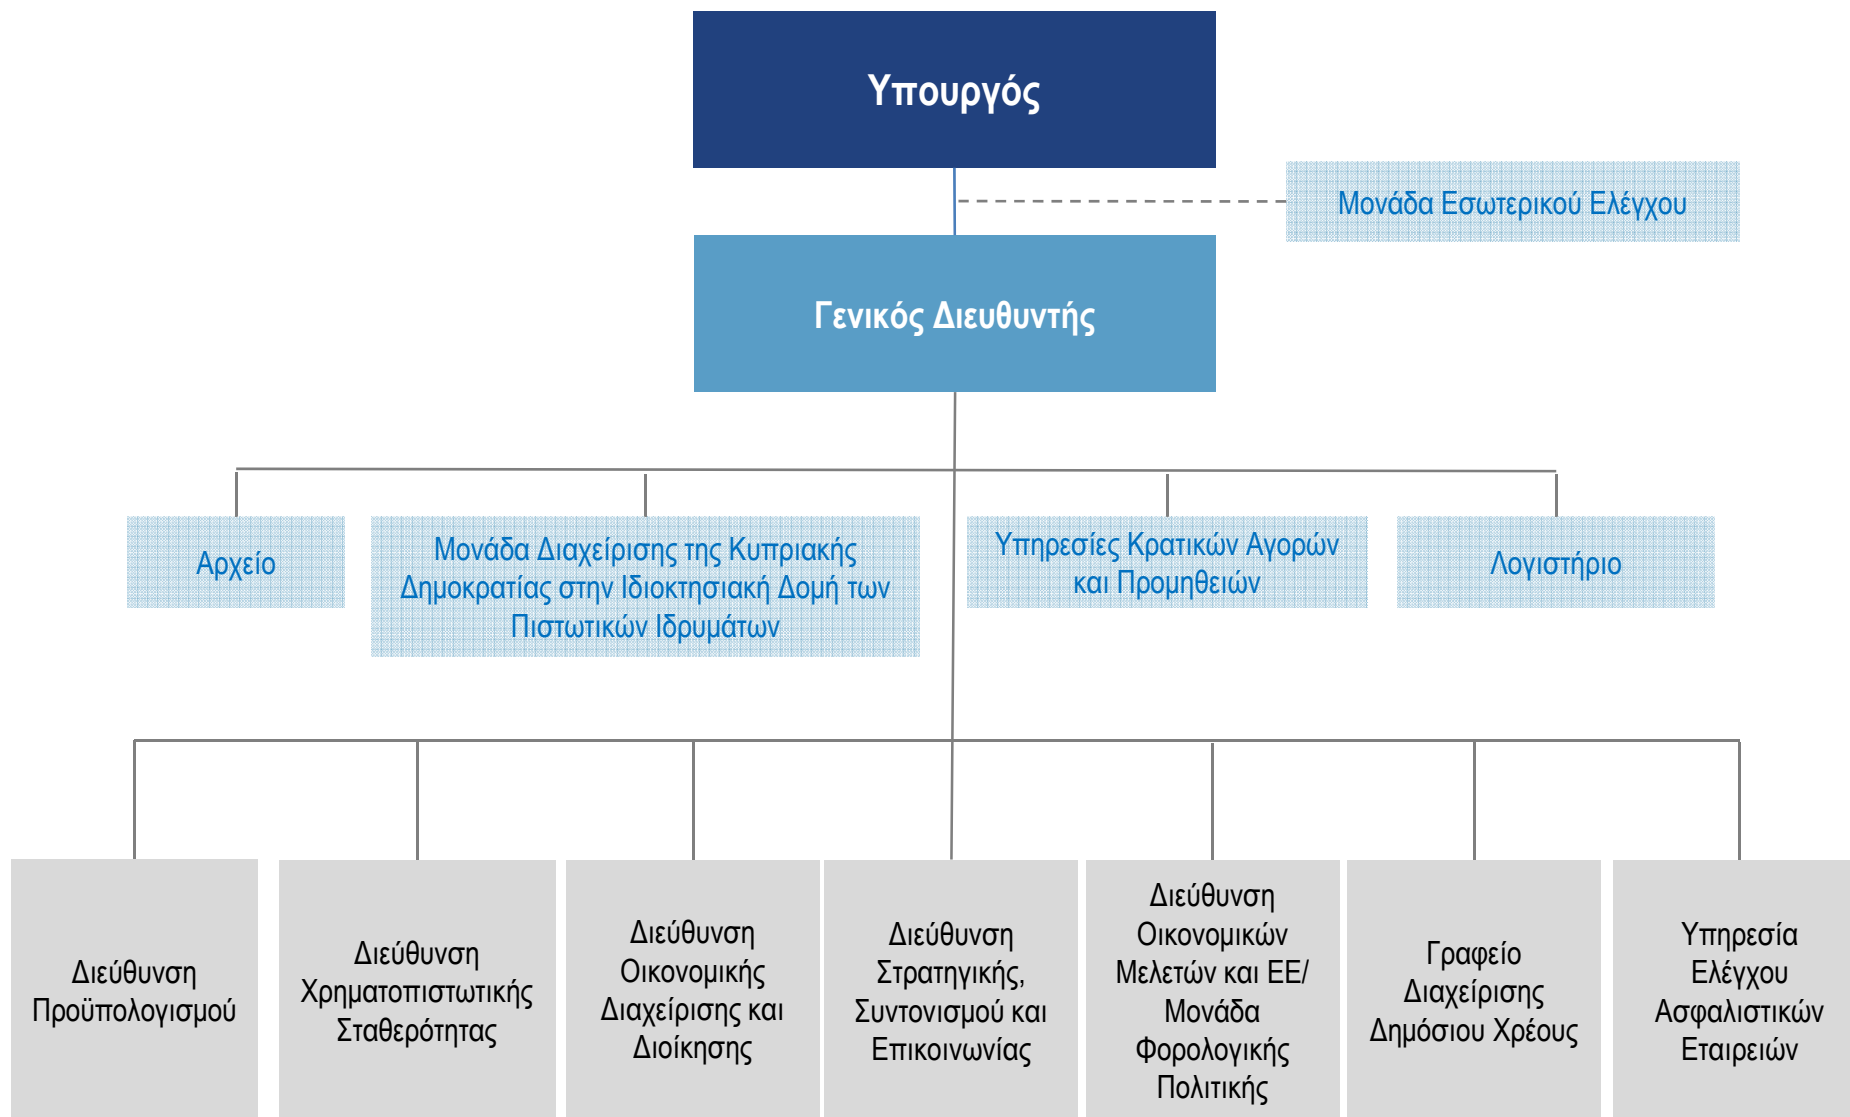 Υπουργός
Μονάδα Εσωτερικού Ελέγχου
Γενικός Διευθυντής
Αρχείο
Μονάδα Διαχείρισης της Κυπριακής
Δημοκρατίας στην Ιδιοκτησιακή Δομή των
Πιστωτικών Ιδρυμάτων
Υπηρεσίες Κρατικών Αγορών
και Προμηθειών
Λογιστήριο
Διεύθυνση
Προϋπολογισμού
Διεύθυνση
Χρηματοπιστωτικής
Σταθερότητας
Διεύθυνση
Οικονομικής
Διαχείρισης και
Διοίκησης
Διεύθυνση
Στρατηγικής,
Συντονισμού και
Επικοινωνίας
Διεύθυνση
Οικονομικών
Μελετών και ΕΕ/
Μονάδα
Φορολογικής
Πολιτικής
Γραφείο
Διαχείρισης
Δημόσιου Χρέους
Υπηρεσία
Ελέγχου
Ασφαλιστικών
Εταιρειών